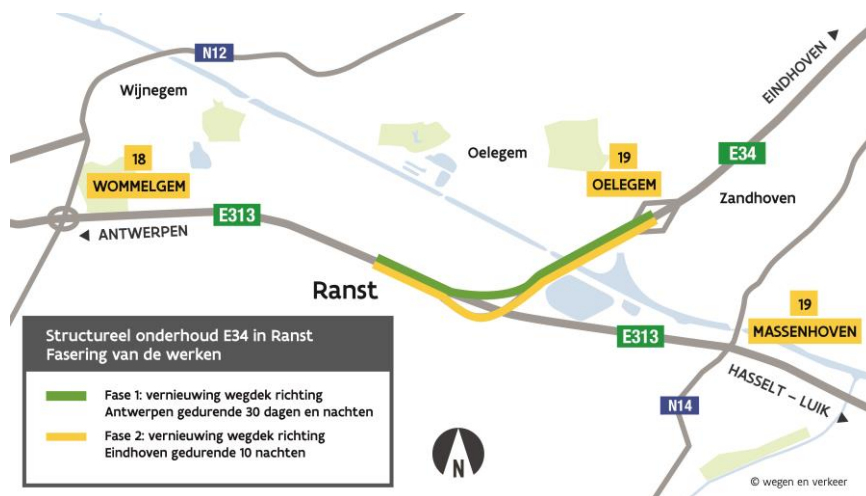 N12
Wijnegem
EINDHOVEN
18
WOMMELGEM
Oelegem
19
OELEGEM
E34
Zandhoven
E313
ANTWERPEN
Ranst
19
MASSENHOVEN
E313
HASSELT – LUIK
N14
Structureel onderhoud E34 in Ranst
Fasering van de werken
Fase 1: vernieuwing wegdek richting
Antwerpen gedurende 30 dagen en nachten
Fase 2: vernieuwing wegdek richting
Eindhoven gedurende 10 nachten
N
© wegen en verkeer